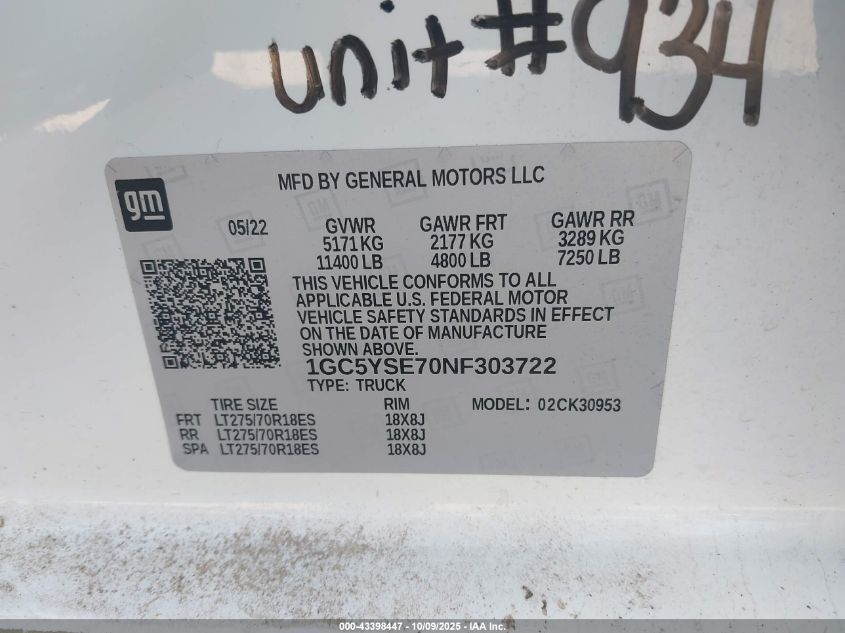 unit #934
MFD BY GENERAL MOTORS LLC
gm
05/22 GVWR GAWR FRT GAWR RR
5171 KG 2177 KG 3289 KG
11400 LB 4800 LB 7250 LB
THIS VEHICLE CONFORMS TO ALL
APPLICABLE U.S. FEDERAL MOTOR
VEHICLE SAFETY STANDARDS IN EFFECT
ON THE DATE OF MANUFACTURE
SHOWN ABOVE.
1GC5YSE70NF303722
TYPE: TRUCK
TIRE SIZE RIM MODEL: 02CK30953
FRT LT275/70R18ES 18X8J
RR LT275/70R18ES 18X8J
SPA LT275/70R18ES 18X8J
000-43398447 - 10/09/2025 - IAA Inc.